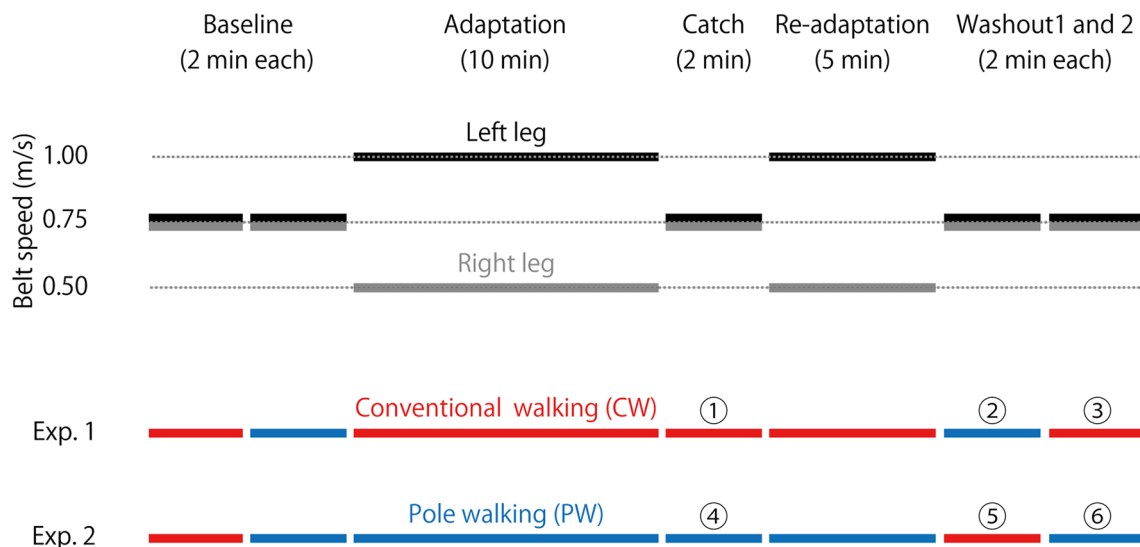 Baseline
(2 min each)
Adaptation
(10 min)
Catch
(2 min)
Re-adaptation
(5 min)
Washout1 and 2
(2 min each)
Belt speed (m/s)
1.00
Left leg
0.75
Right leg
0.50
Conventional walking (CW)
①
②
③
Exp. 1
Pole walking (PW)
④
⑤
⑥
Exp. 2